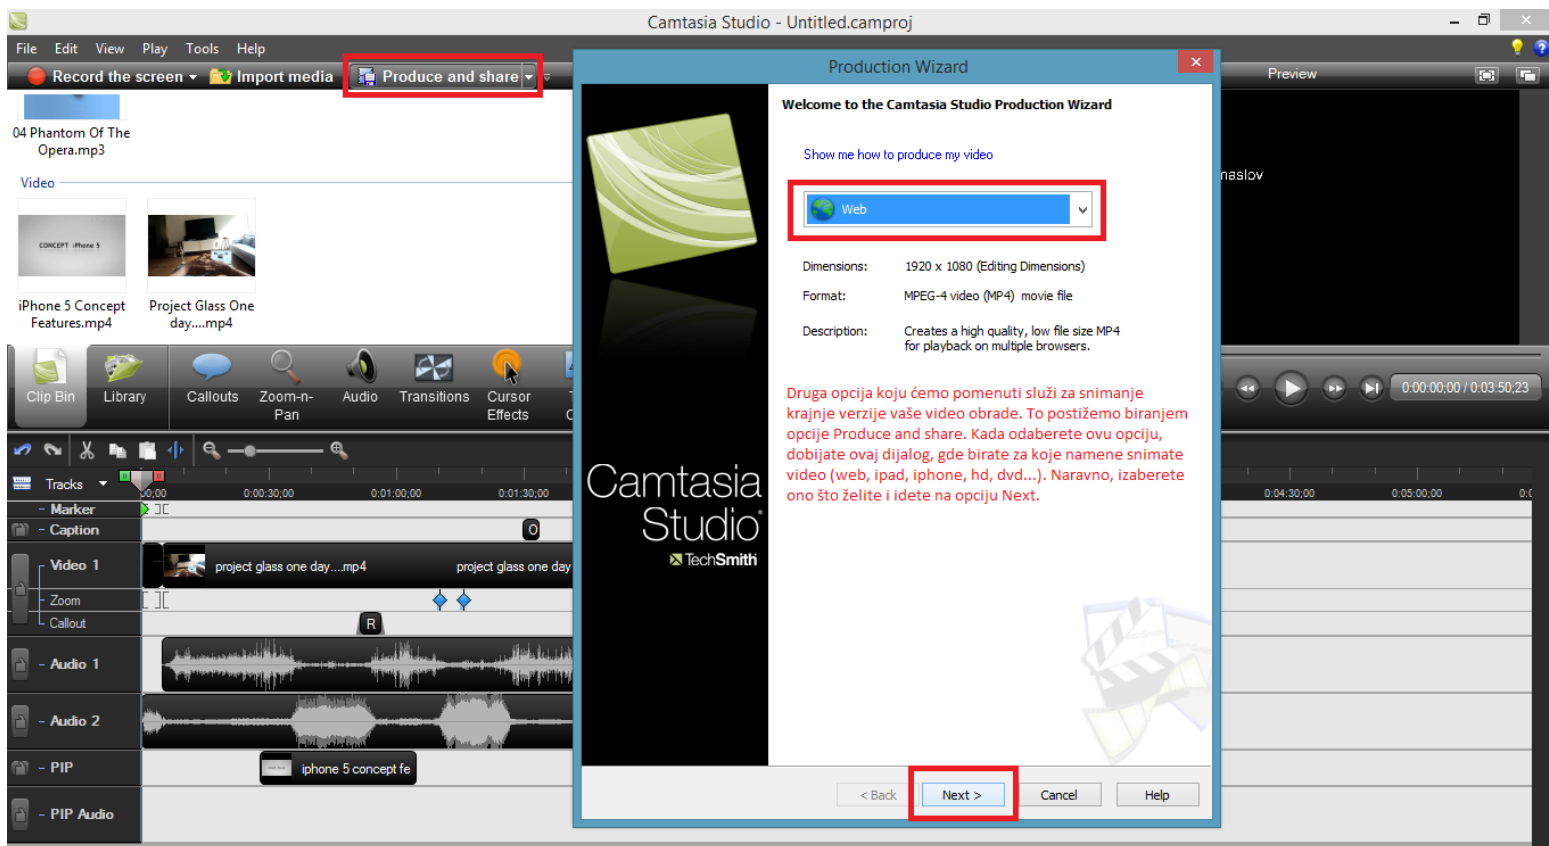 Camtasia Studio - Untitled.camproj
File Edit View Play Tools Help
Record the screen Import media Produce and share
04 Phantom Of The
Opera.mp3
Video
CONCEPT iPhone 5
iPhone 5 Concept
Features.mp4
Project Glass One
day....mp4
Clip Bin Library Callouts Zoom-n-
Pan Audio Transitions Cursor
Effects
Production Wizard
Welcome to the Camtasia Studio Production Wizard
Show me how to produce my video
Web
Dimensions: 1920 x 1080 (Editing Dimensions)
Format: MPEG-4 video (MP4) movie file
Description: Creates a high quality, low file size MP4
for playback on multiple browsers.
Druga opcija koju ćemo pomenuti služi za snimanje
krajnje verzije vaše video obrade. To postižemo biranjem
opcije Produce and share. Kada odaberete ovu opciju,
dobijate ovaj dijalog, gde birate za koje namene snimate
video (web, ipad, iphone, hd, dvd...). Naravno, izaberete
ono što želite i idete na opciju Next.
Camtasia
Studio
TechSmith
< Back Next > Cancel Help
Preview
naslov
0:00:00;00 / 0:03:50;23
Tracks
00;00 0:00:30;00 0:01:00;00 0:01:30;00 0:04:30;00 0:05:00;00
- Marker
- Caption
O
Video 1
project glass one day....mp4 project glass one day
- Zoom
Callout
R
- Audio 1
- Audio 2
- PIP
iphone 5 concept fe
- PIP Audio